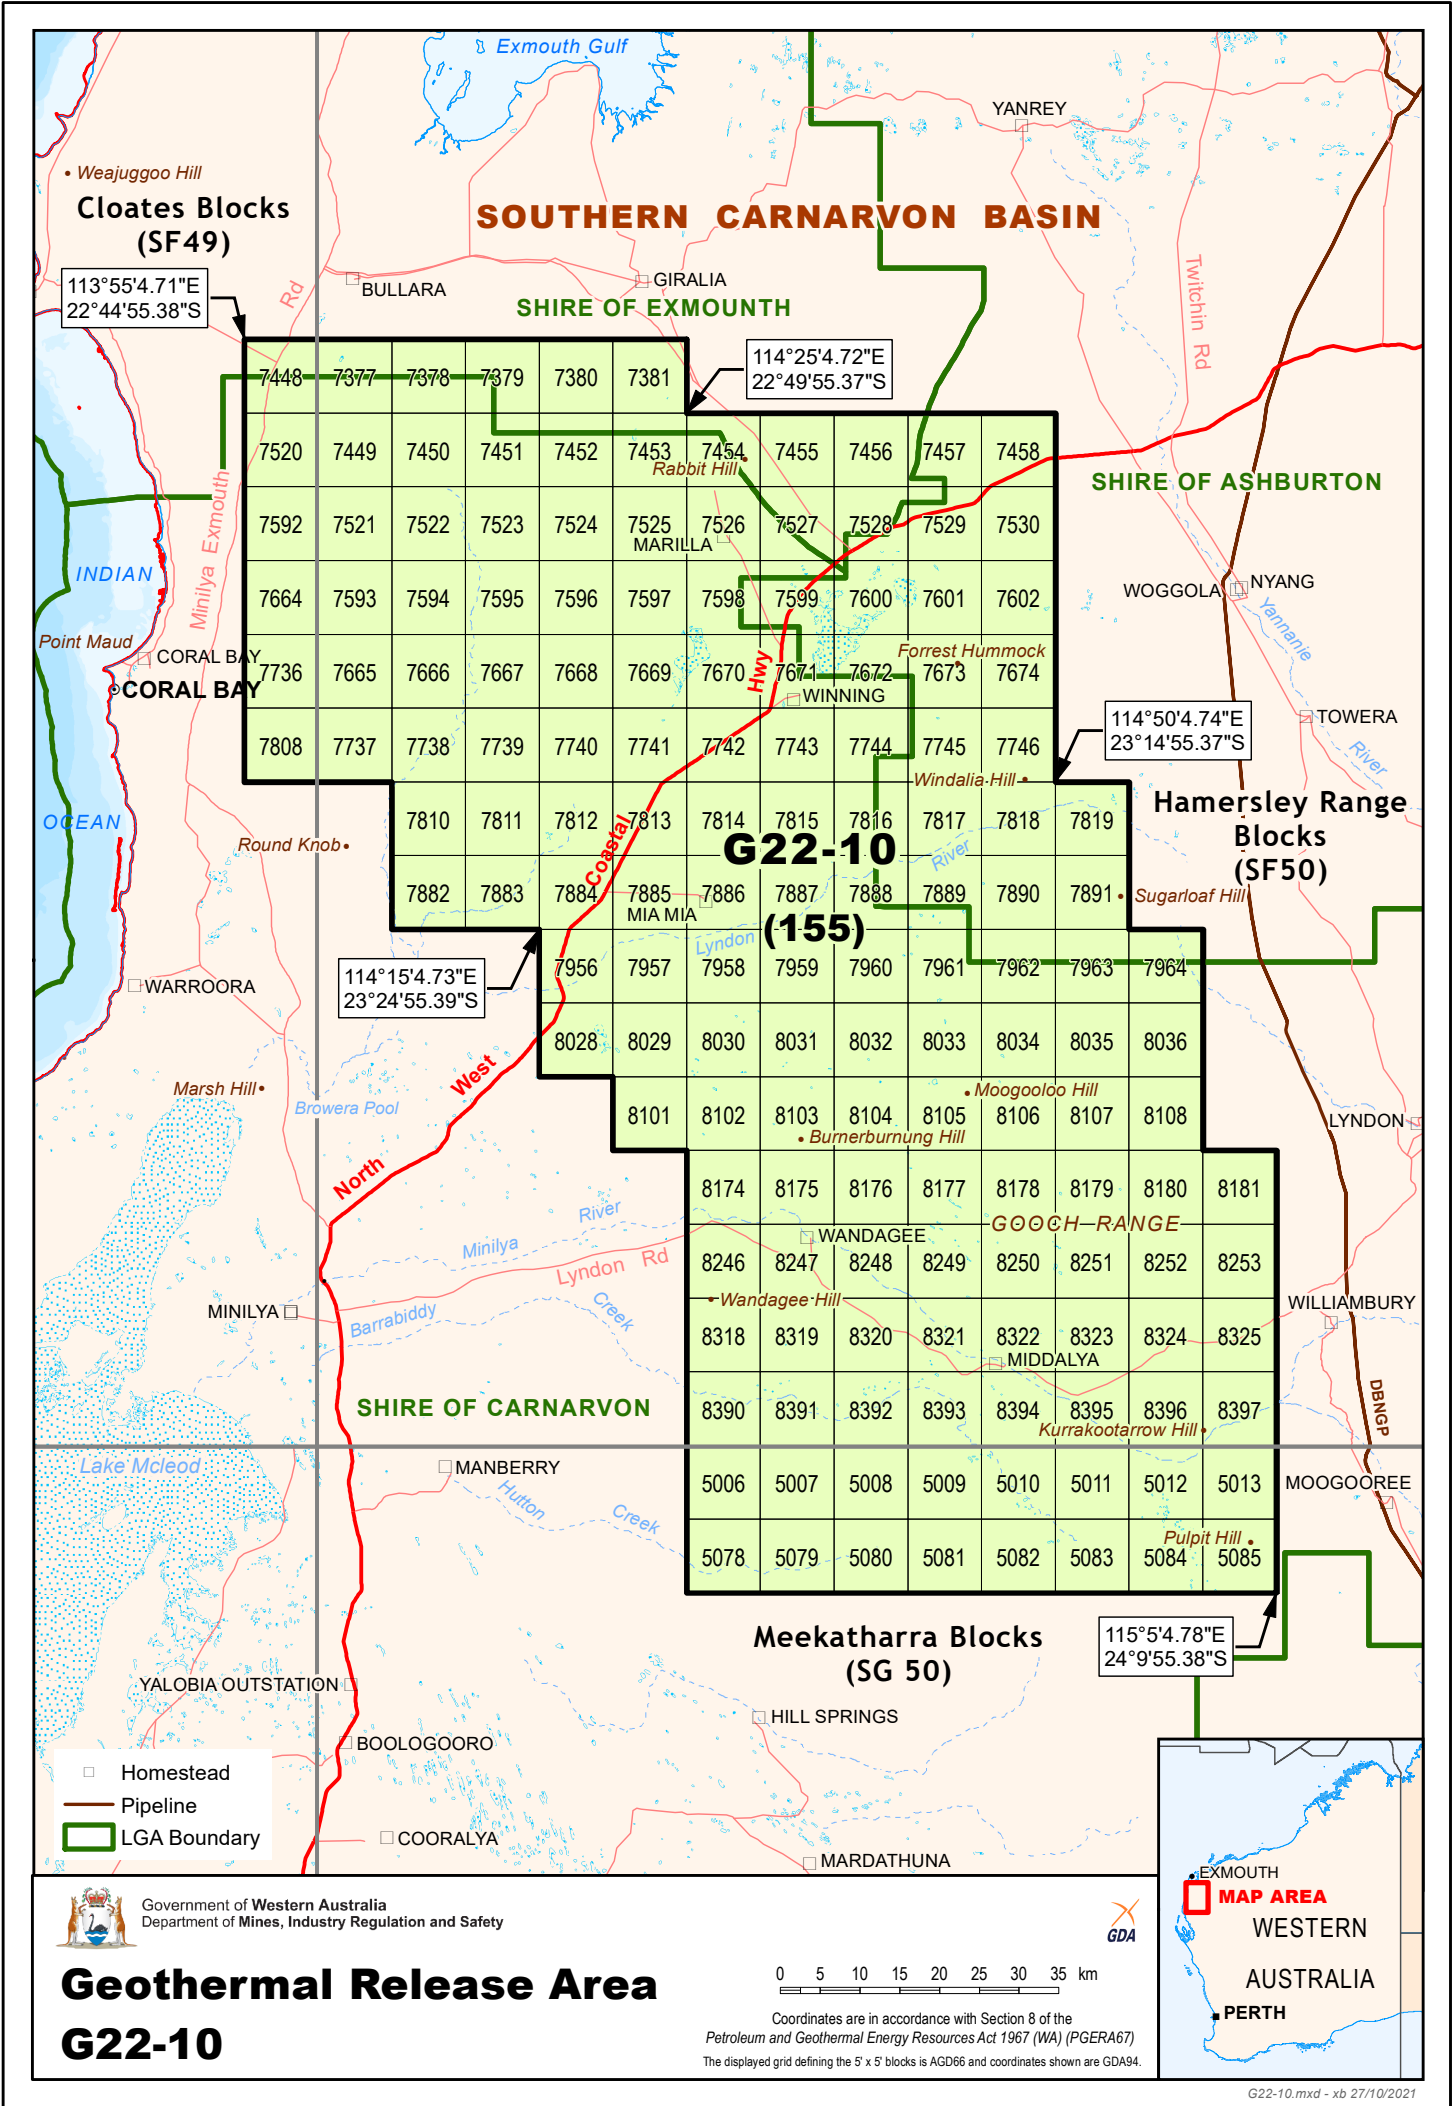 Exmouth Gulf
YANREY
Weajuggoo Hill
Cloates Blocks
(SF49)
SOUTHERN CARNARVON BASIN
113°55'4.71"E
22°44'55.38"S
Rd
BULLARA
GIRALIA
Twitchin Rd
SHIRE OF EXMOUNTH
114°25'4.72"E
22°49'55.37"S
7448 7377 7378 7379 7380 7381
7520 7449 7450 7451 7452 7453 7454 7455 7456 7457 7458
Rabbit Hill
SHIRE OF ASHBURTON
Minilya Exmouth
7592 7521 7522 7523 7524 7525 7526 7527 7528 7529 7530
MARILLA
INDIAN
WOGGOLA
NYANG
Yannanie
River
7664 7593 7594 7595 7596 7597 7598 7599 7600 7601 7602
Point Maud
CORAL BAY
CORAL BAY
Forrest Hummock
7736 7665 7666 7667 7668 7669 7670 7671 7672 7673 7674
Hwy
WINNING
TOWERA
114°50'4.74"E
23°14'55.37"S
7808 7737 7738 7739 7740 7741 7742 7743 7744 7745 7746
Windalia Hill
Hamersley Range
Blocks
(SF50)
OCEAN
Round Knob
7810 7811 7812 7813 7814 7815 7816 7817 7818 7819
Coastal
G22-10
River
7882 7883 7884 7885 7886 7887 7888 7889 7890 7891
Sugarloaf Hill
MIA MIA
(155)
Lyndon
114°15'4.73"E
23°24'55.39"S
WARROORA
7956 7957 7958 7959 7960 7961 7962 7963 7964
8028 8029 8030 8031 8032 8033 8034 8035 8036
West
Marsh Hill
Browera Pool
Moogooloo Hill
8101 8102 8103 8104 8105 8106 8107 8108
LYNDON
Burnerburnung Hill
North
8174 8175 8176 8177 8178 8179 8180 8181
GOOCH RANGE
River
Minilya
WANDAGEE
Lyndon Rd
8246 8247 8248 8249 8250 8251 8252 8253
Wandagee Hill
Creek
Barrabiddy
MINILYA
WILLIAMBURY
8318 8319 8320 8321 8322 8323 8324 8325
MIDDALYA
DBNGP
SHIRE OF CARNARVON
8390 8391 8392 8393 8394 8395 8396 8397
Kurrakootarrow Hill
Lake Mcleod
MANBERRY
Hutton
Creek
5006 5007 5008 5009 5010 5011 5012 5013
MOOGOOREE
Pulpit Hill
5078 5079 5080 5081 5082 5083 5084 5085
Meekatharra Blocks
(SG 50)
115°5'4.78"E
24°9'55.38"S
YALOBIA OUTSTATION
HILL SPRINGS
BOOLOGOORO
Homestead
Pipeline
LGA Boundary
COORALYA
MARDATHUNA
EXMOUTH
MAP AREA
WESTERN
AUSTRALIA
PERTH
Government of Western Australia
Department of Mines, Industry Regulation and Safety
GDA
Geothermal Release Area
G22-10
0 5 10 15 20 25 30 35 km
Coordinates are in accordance with Section 8 of the
Petroleum and Geothermal Energy Resources Act 1967 (WA) (PGERA67)
The displayed grid defining the 5' x 5' blocks is AGD66 and coordinates shown are GDA94.
G22-10.mxd - xb 27/10/2021